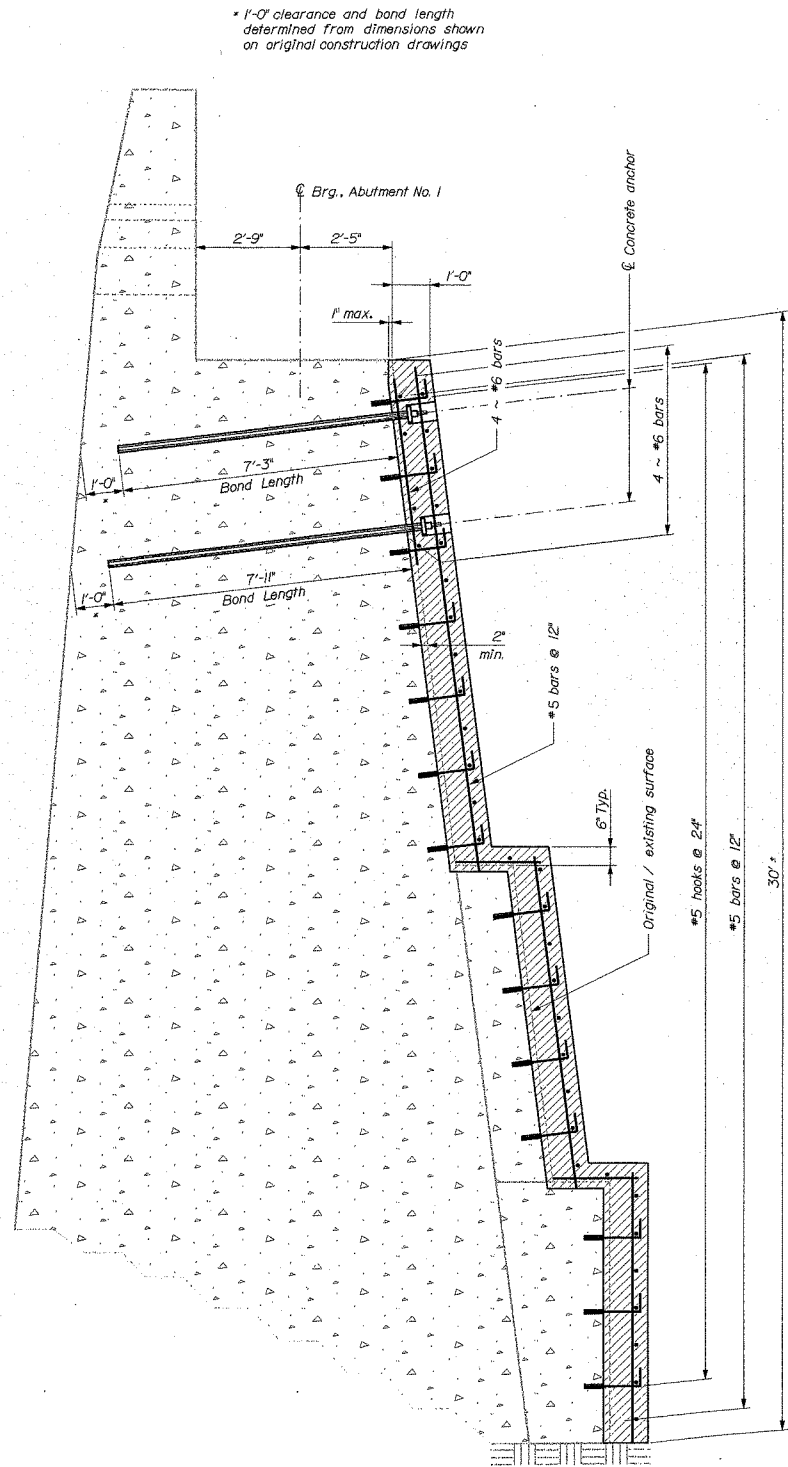 * 1'-0" clearance and bond length
determined from dimensions shown
on original construction drawings
℄ Brg., Abutment No. 1
℄ Concrete anchor
2'-9"
2'-5"
1'-0"
1" max.
4 ~ #6 bars
4 ~ #6 bars
7'-3"
Bond Length
1'-0"
*
7'-11"
Bond Length
1'-0"
*
2"
min.
#5 bars @ 12"
6" Typ.
Original / existing surface
#5 hooks @ 24"
#5 bars @ 12"
30' ±